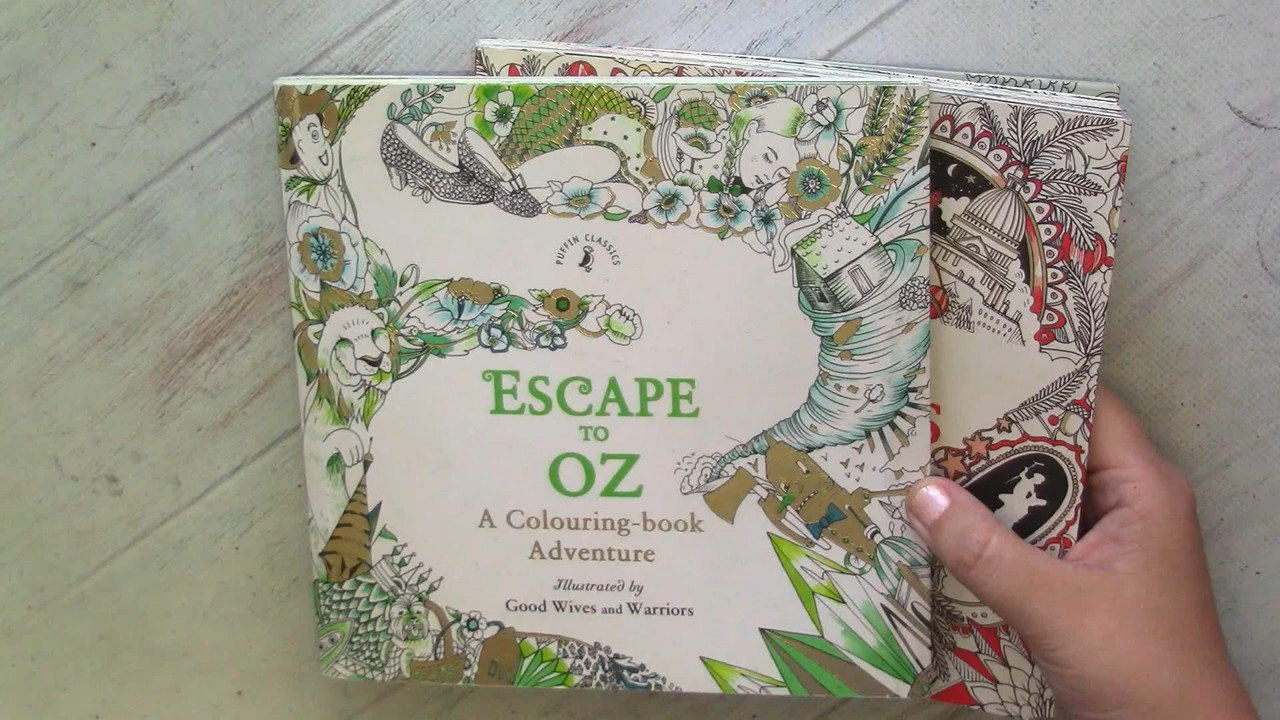 PUFFIN CLASSICS
ESCAPE
TO
OZ
A Colouring-book
Adventure
Illustrated by
Good Wives and Warriors
S